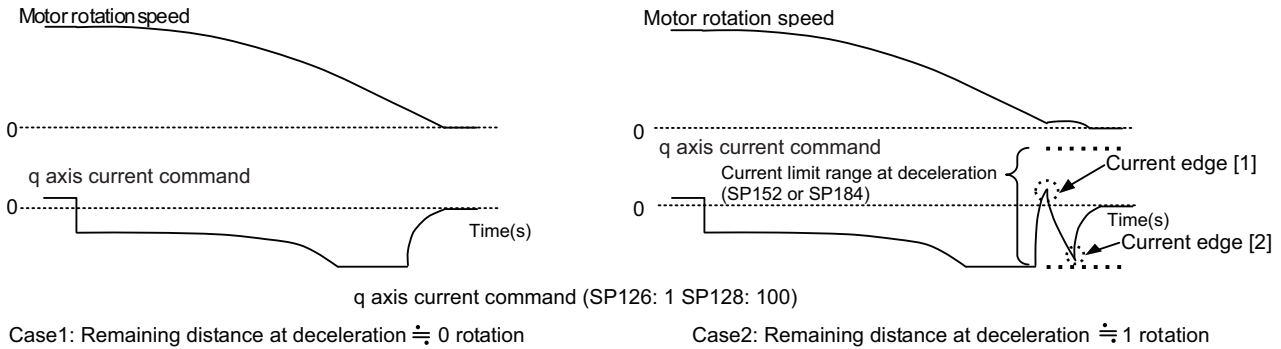 Motor rotation speed
0
q axis current command
0
Time(s)
Motor rotation speed
0
q axis current command
Current limit range at deceleration
(SP152 or SP184)
Current edge [1]
0
Time(s)
Current edge [2]
q axis current command (SP126: 1 SP128: 100)
Case1: Remaining distance at deceleration ≒ 0 rotation
Case2: Remaining distance at deceleration ≒ 1 rotation